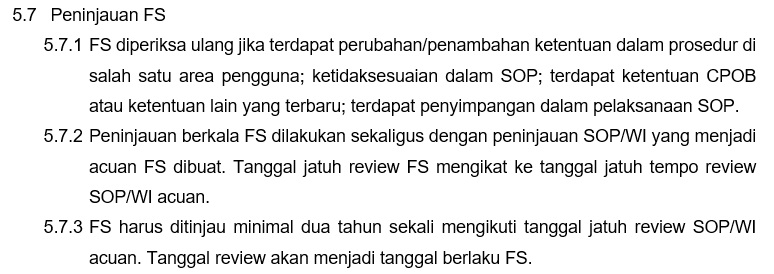 5.7 Peninjauan FS
5.7.1 FS diperiksa ulang jika terdapat perubahan/penambahan ketentuan dalam prosedur di
salah satu area pengguna; ketidaksesuaian dalam SOP; terdapat ketentuan CPOB
atau ketentuan lain yang terbaru; terdapat penyimpangan dalam pelaksanaan SOP.
5.7.2 Peninjauan berkala FS dilakukan sekaligus dengan peninjauan SOP/WI yang menjadi
acuan FS dibuat. Tanggal jatuh review FS mengikat ke tanggal jatuh tempo review
SOP/WI acuan.
5.7.3 FS harus ditinjau minimal dua tahun sekali mengikuti tanggal jatuh review SOP/WI
acuan. Tanggal review akan menjadi tanggal berlaku FS.